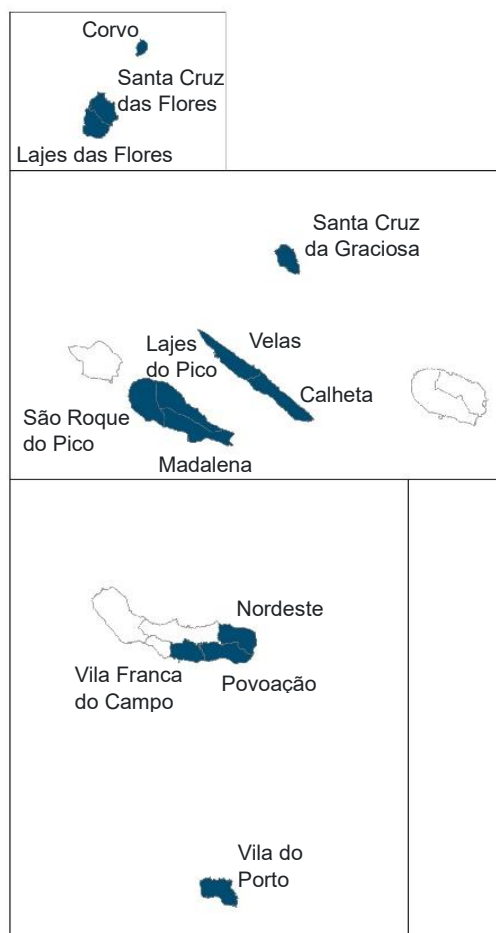 Corvo
Santa Cruz
das Flores
Lajes das Flores
Santa Cruz
da Graciosa
Velas
Lajes
do Pico
Calheta
São Roque
do Pico
Madalena
Nordeste
Vila Franca
do Campo
Povoação
Vila do
Porto